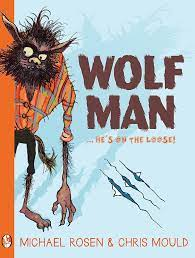 WOLF
MAN
...HE'S ON THE LOOSE!
MICHAEL ROSEN & CHRIS MOULD